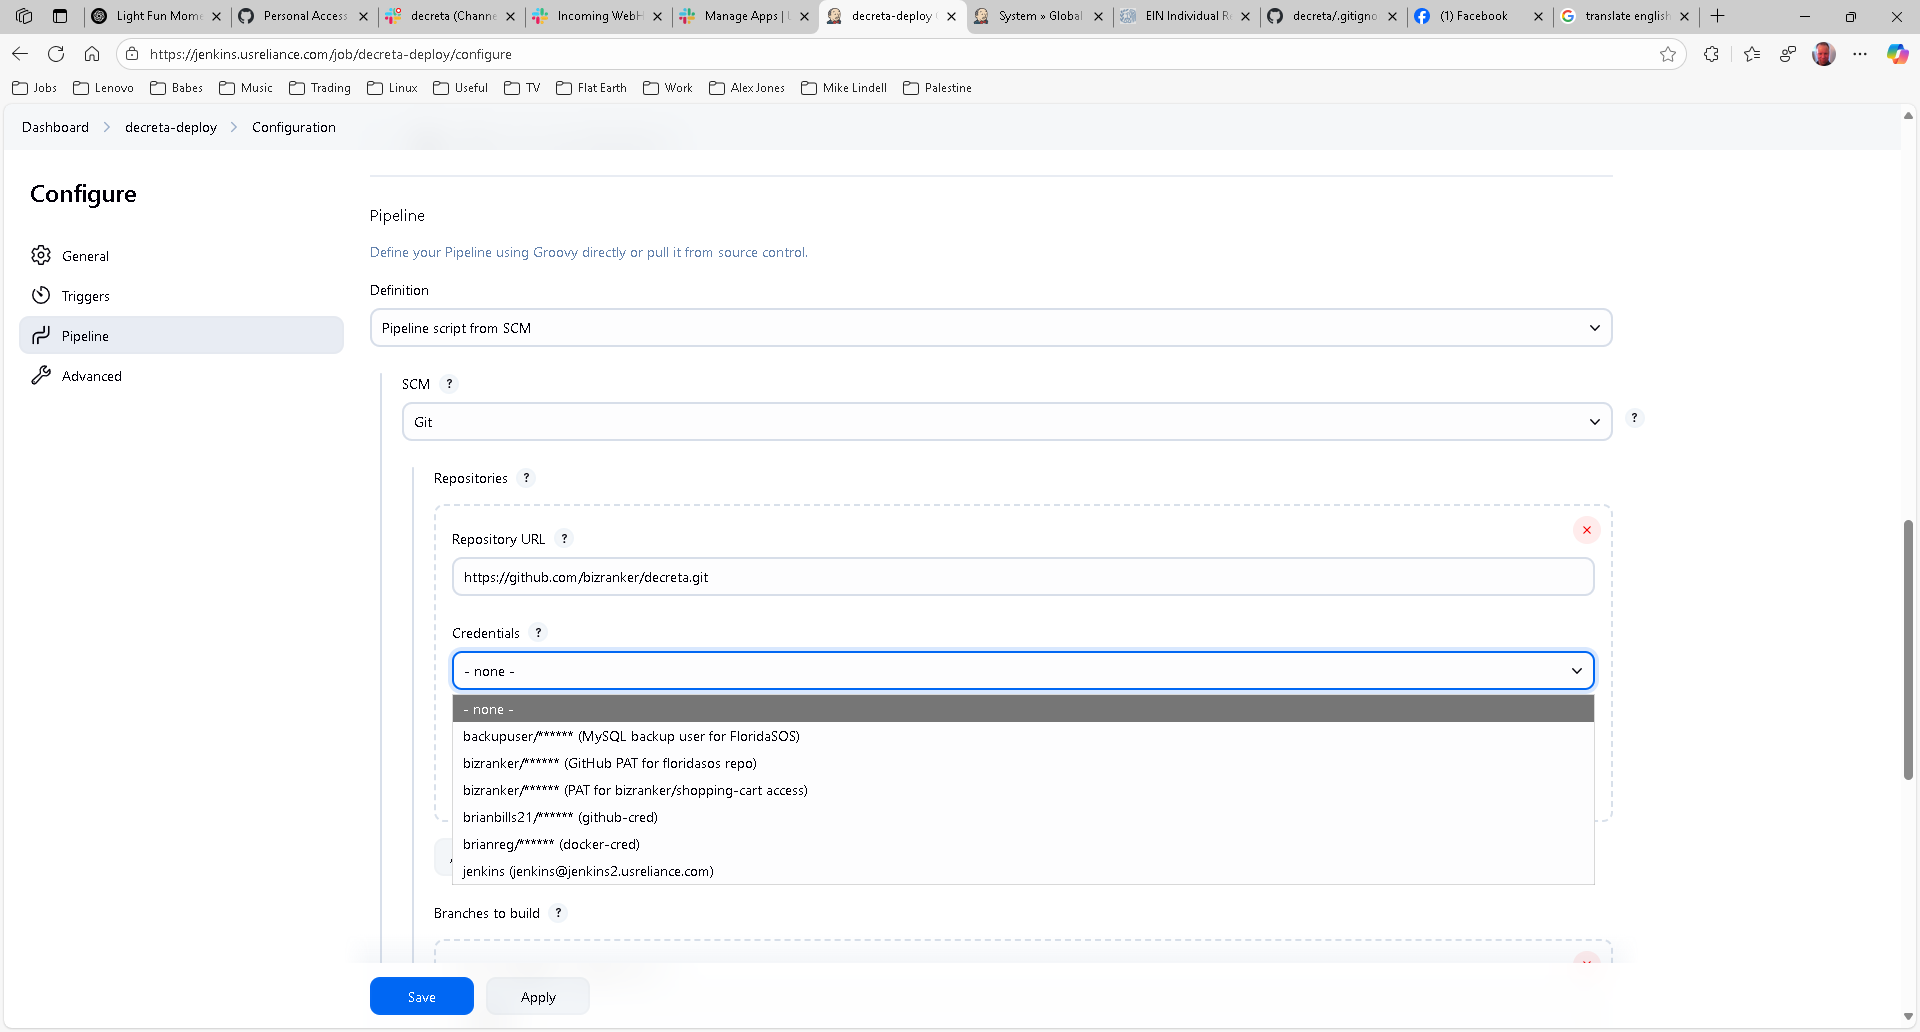 Light Fun Mome
Personal Access
decreta (Channe
Incoming WebH
Manage Apps |
decreta-deploy
System » Global
EIN Individual R
decreta/.gitigno
(1) Facebook
translate english
https://jenkins.usreliance.com/job/decreta-deploy/configure
Jobs
Lenovo
Babes
Music
Trading
Linux
Useful
TV
Flat Earth
Work
Alex Jones
Mike Lindell
Palestine
Dashboard
decreta-deploy
Configuration
Configure
General
Triggers
Pipeline
Advanced
Pipeline
Define your Pipeline using Groovy directly or pull it from source control.
Definition
Pipeline script from SCM
SCM ?
Git
?
Repositories ?
Repository URL ?
https://github.com/bizranker/decreta.git
Credentials ?
- none -
- none -
backupuser/****** (MySQL backup user for FloridaSOS)
bizranker/****** (GitHub PAT for floridasos repo)
bizranker/****** (PAT for bizranker/shopping-cart access)
brianbills21/****** (github-cred)
brianreg/****** (docker-cred)
jenkins (jenkins@jenkins2.usreliance.com)
Branches to build ?
Save
Apply